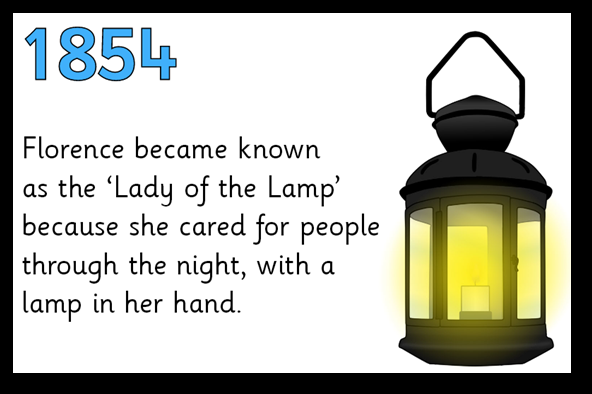 1854
Florence became known
as the ‘Lady of the Lamp’
because she cared for people
through the night, with a
lamp in her hand.